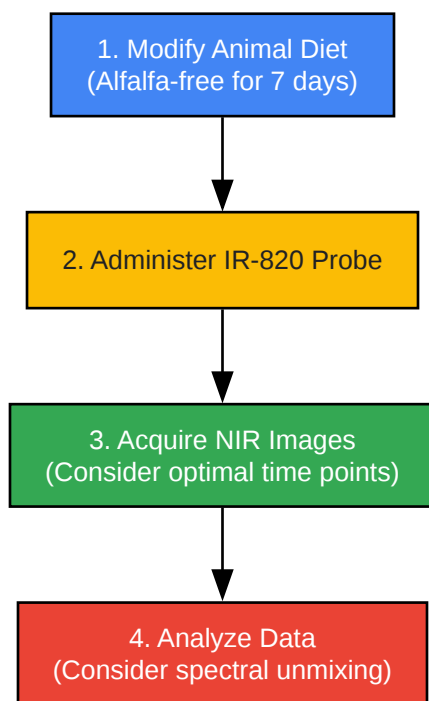 1. Modify Animal Diet
(Alfalfa-free for 7 days)
2. Administer IR-820 Probe
3. Acquire NIR Images
(Consider optimal time points)
4. Analyze Data
(Consider spectral unmixing)